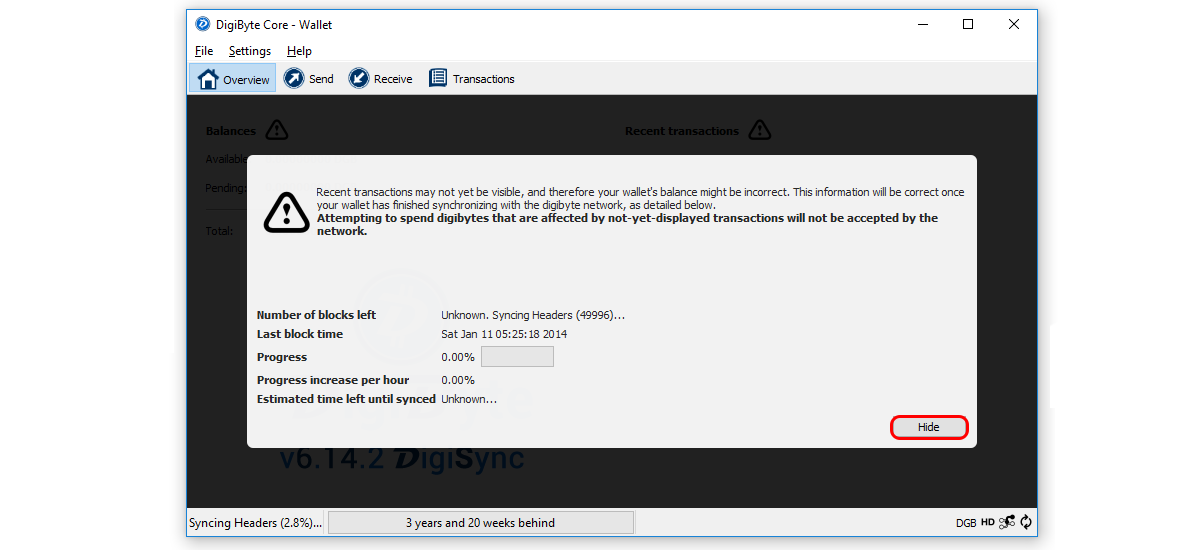 DigiByte Core - Wallet
File Settings Help
Overview Send Receive Transactions
Balances Recent transactions
Available
Pending:
Total:
Recent transactions may not yet be visible, and therefore your wallet's balance might be incorrect. This information will be correct once
your wallet has finished synchronizing with the digibyte network, as detailed below.
Attempting to spend digibytes that are affected by not-yet-displayed transactions will not be accepted by the
network.
Number of blocks left Unknown. Syncing Headers (49996)...
Last block time Sat Jan 11 05:25:18 2014
Progress 0.00%
Progress increase per hour 0.00%
Estimated time left until synced Unknown...
Hide
v6.14.2 DigiSync
Syncing Headers (2.8%)... 3 years and 20 weeks behind DGB HD